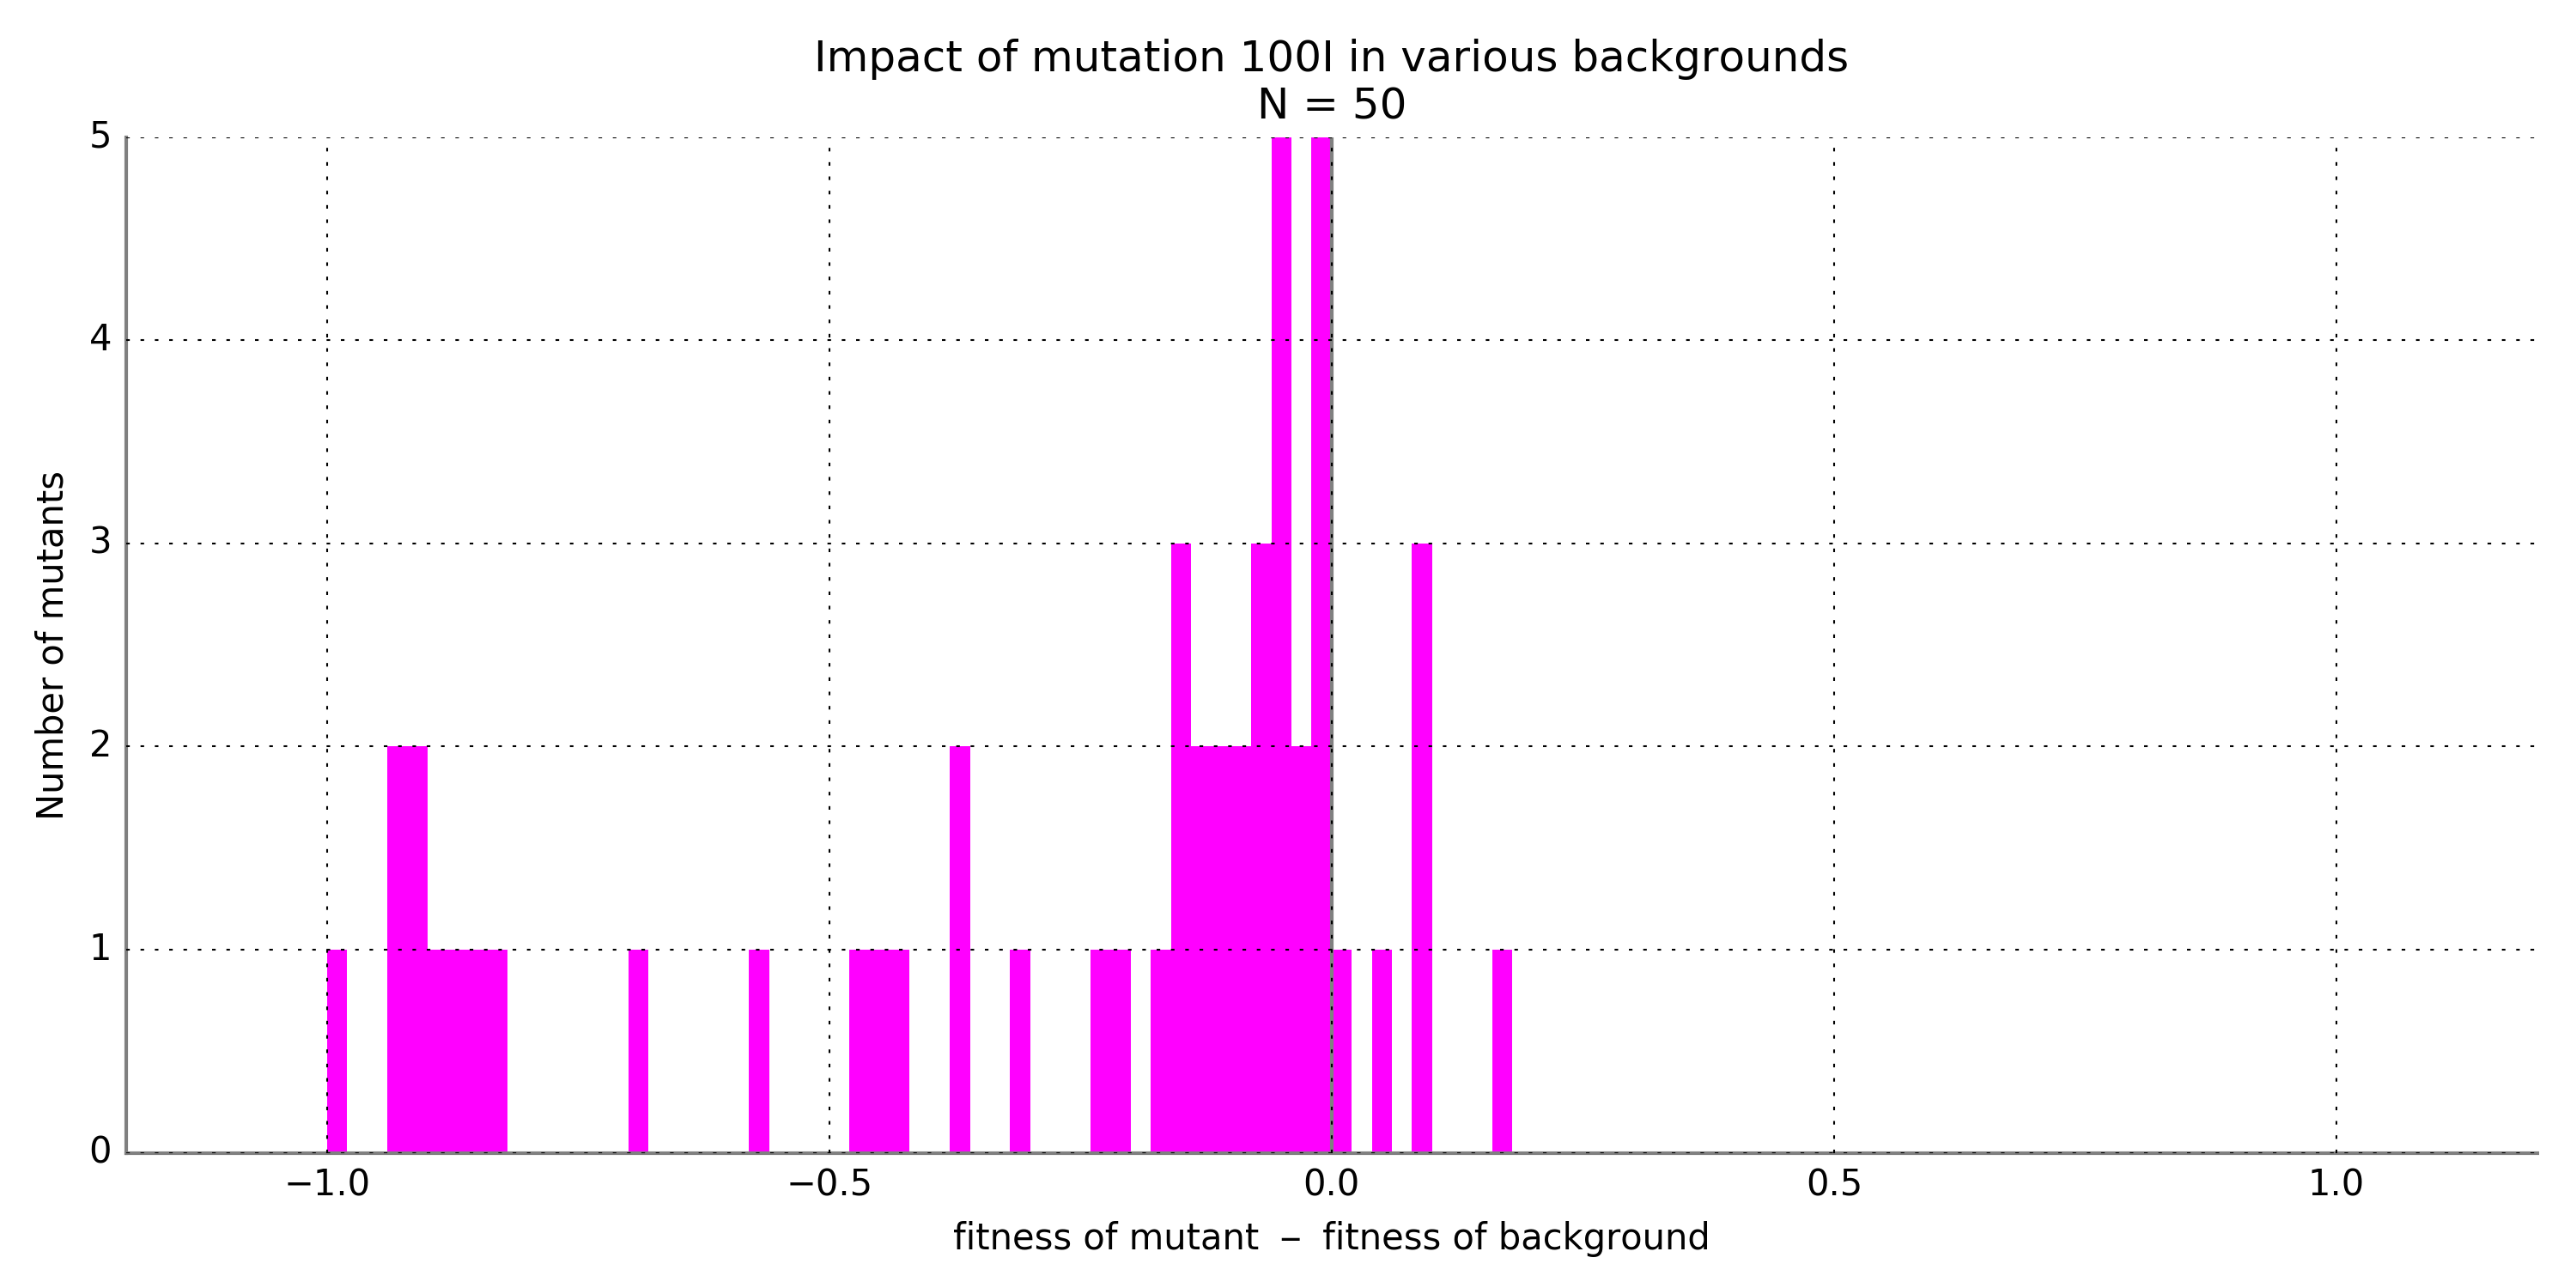 Impact of mutation 100I in various backgrounds
N = 50
5
4
3
2
1
0
Number of mutants
−1.0
−0.5
0.0
0.5
1.0
fitness of mutant – fitness of background